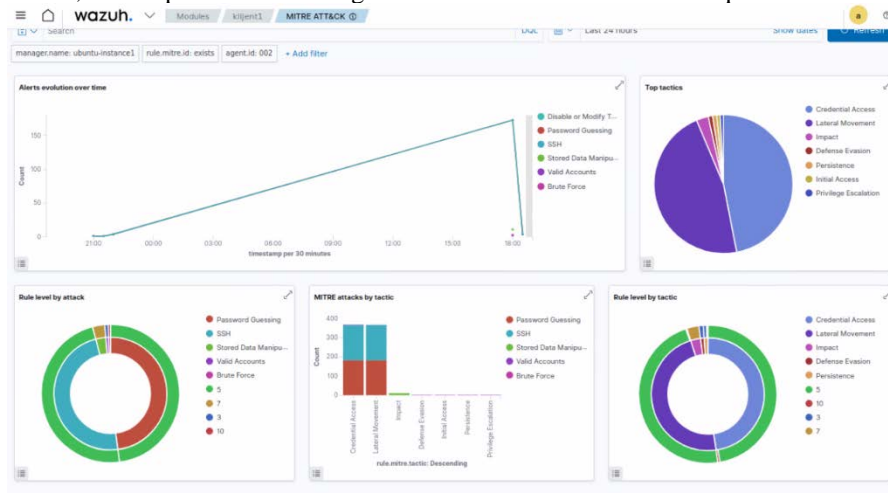 wazuh. Modules klijent1 MITRE ATT&CK
Search DQL Last 24 hours Show dates Refresh
manager.name: ubuntu-instance1 rule.mitre.id: exists agent.id: 002 + Add filter
Alerts evolution over time
Count
150
100
50
0
21:00 00:00 03:00 06:00 09:00 12:00 15:00 18:00
timestamp per 30 minutes
Disable or Modify T...
Password Guessing
SSH
Stored Data Manipu...
Valid Accounts
Brute Force
Top tactics
Credential Access
Lateral Movement
Impact
Defense Evasion
Persistence
Initial Access
Privilege Escalation
Rule level by attack
Password Guessing
SSH
Stored Data Manipu...
Valid Accounts
Brute Force
5
7
3
10
MITRE attacks by tactic
Count
400
300
200
100
0
Credential Access
Lateral Movement
Impact
Defense Evasion
Initial Access
Persistence
Privilege Escalation
rule.mitre.tactic: Descending
Password Guessing
SSH
Stored Data Manipu...
Valid Accounts
Brute Force
Rule level by tactic
Credential Access
Lateral Movement
Impact
Defense Evasion
Persistence
5
10
3
7